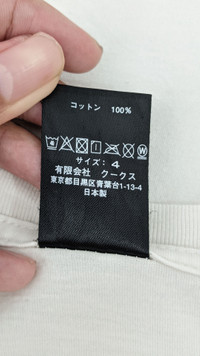 コットン 100%
サイズ: 4
有限会社 クークス
東京都目黒区青葉台1-13-4
日本製